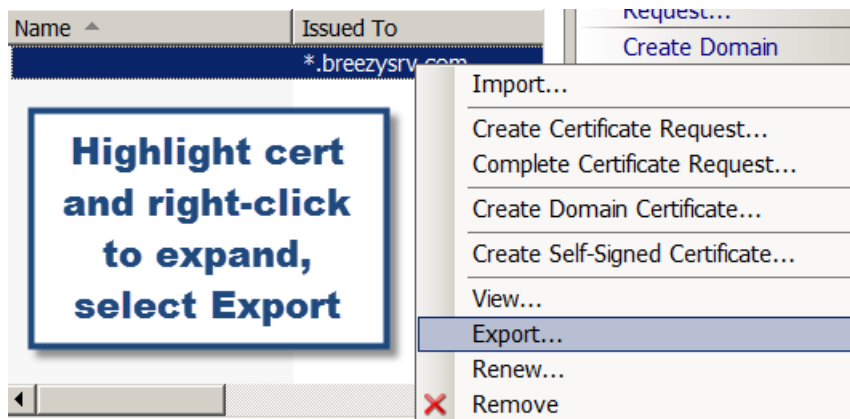 Name
Issued To
Request...
Create Domain
*.breezysrv.com
Import...
Create Certificate Request...
Complete Certificate Request...
Create Domain Certificate...
Create Self-Signed Certificate...
View...
Export...
Renew...
Remove
Highlight cert
and right-click
to expand,
select Export